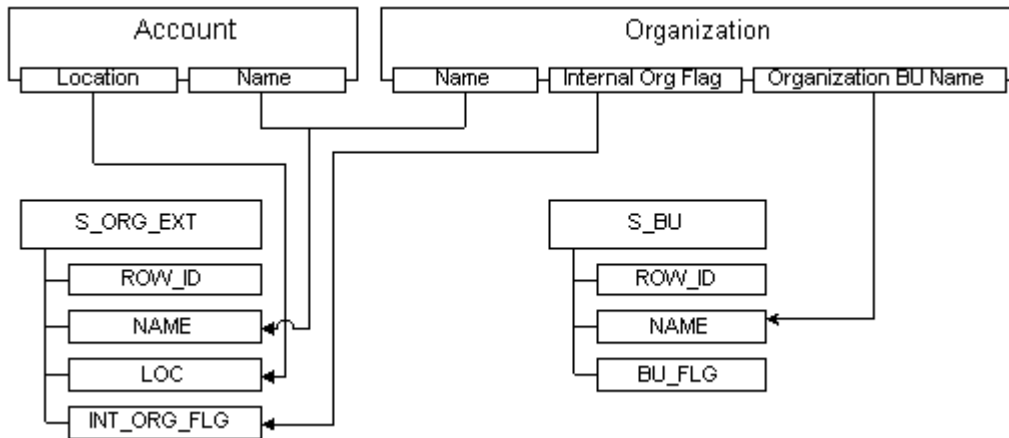 Account
Organization
Location
Name
Name
Internal Org Flag
Organization BU Name
S_ORG_EXT
S_BU
ROW_ID
ROW_ID
NAME
NAME
LOC
BU_FLG
INT_ORG_FLG